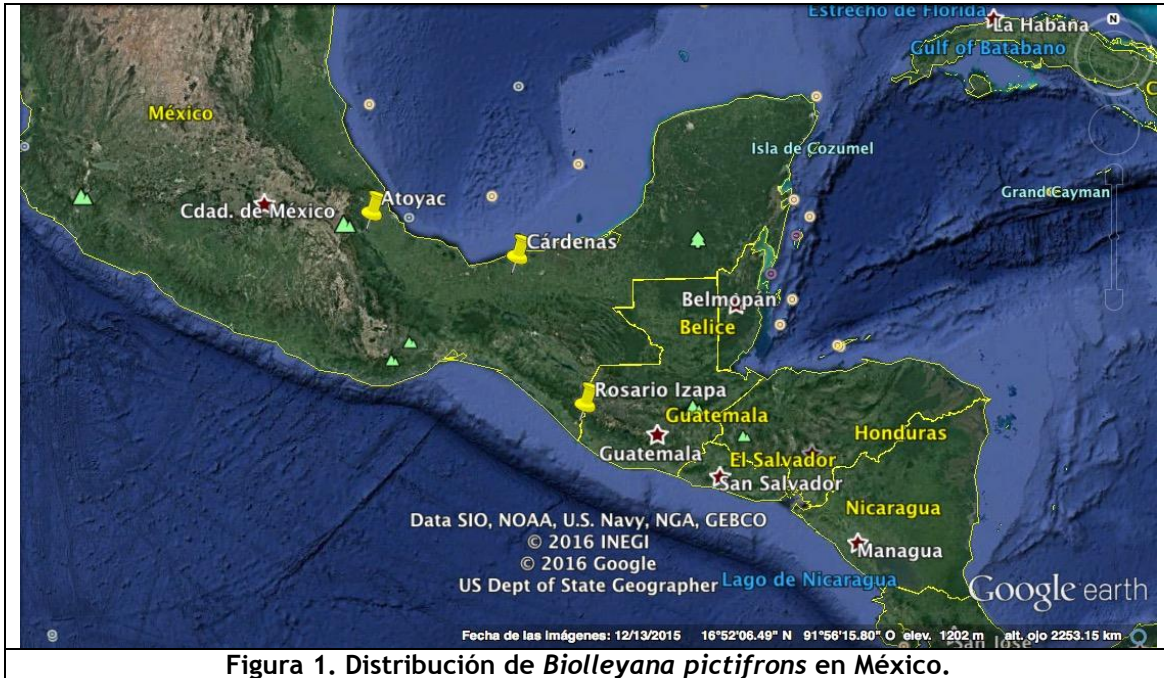 Estrecho de Florida
La Habana
N
Gulf of Batabano
C
México
Isla de Cozumel
Grand Cayman
Atoyac
Cdad. de México
Cárdenas
Belmopán
Belice
Rosario Izapa
Guatemala
Honduras
Guatemala
El Salvador
San Salvador
Nicaragua
Data SIO, NOAA, U.S. Navy, NGA, GEBCO
© 2016 INEGI
Managua
© 2016 Google
US Dept of State Geographer
Lago de Nicaragua
Google earth
Fecha de las imágenes: 12/13/2015 16°52'06.49" N 91°56'15.80" O elev. 1202 m alt. ojo 2253.15 km
San José
Figura 1. Distribución de Biolleyana pictifrons en México.